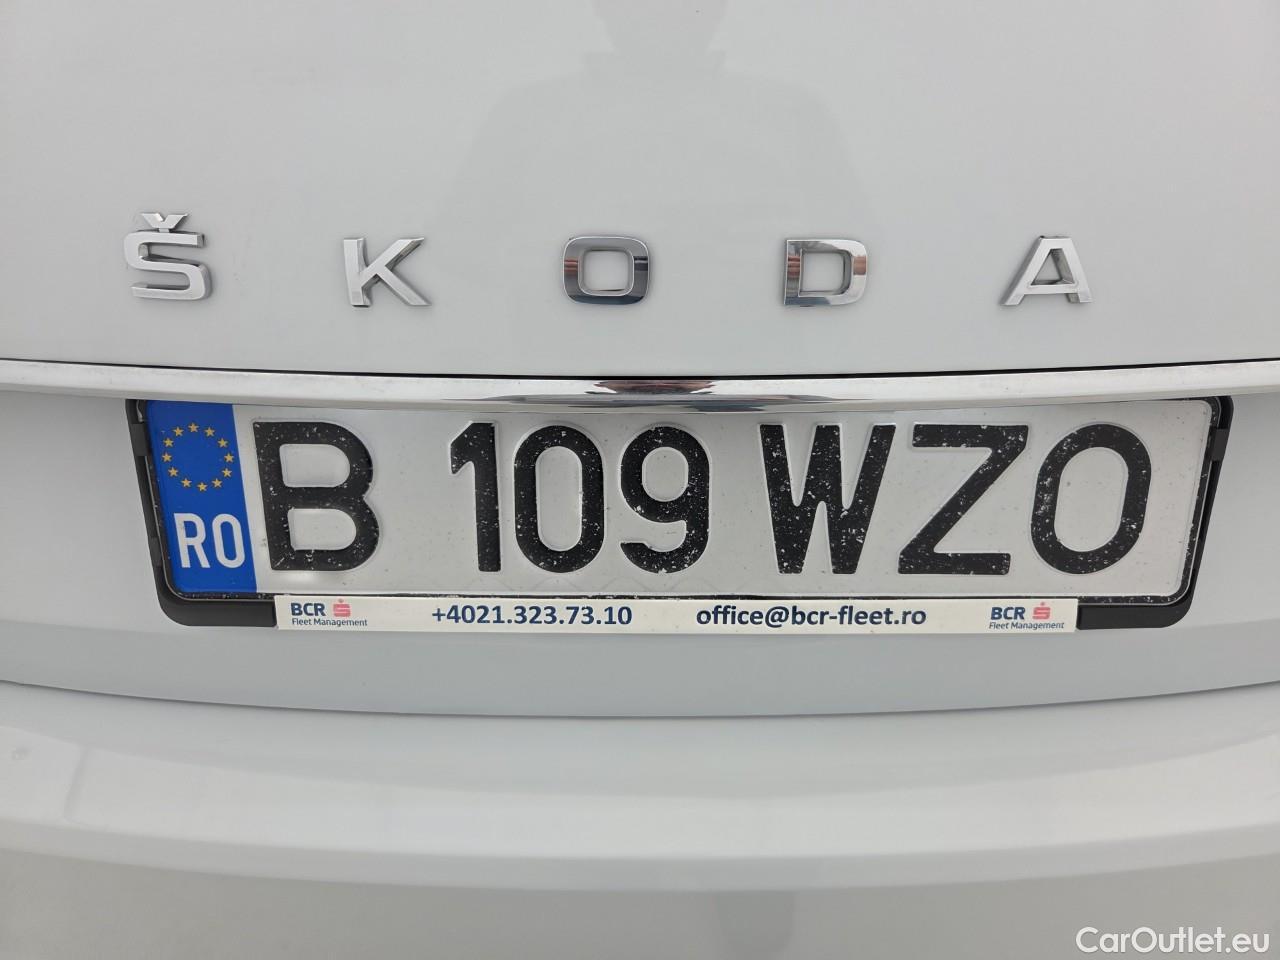 ŠKODA
RO B 109 WZO
BCR Fleet Management +4021.323.73.10 office@bcr-fleet.ro BCR Fleet Management
CarOutlet.eu